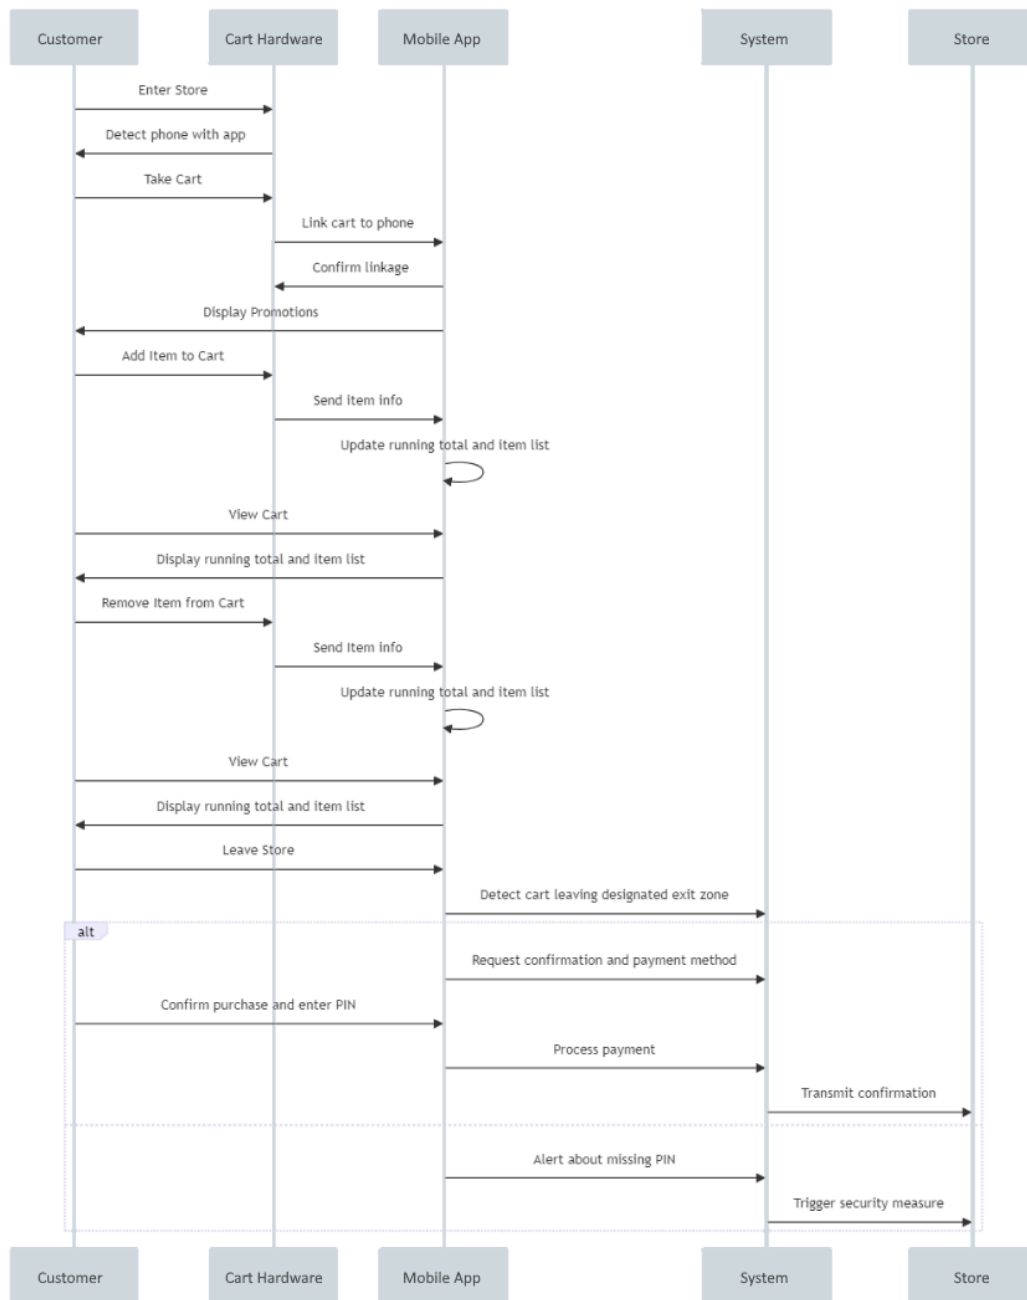 Customer
Cart Hardware
Mobile App
System
Store
Enter Store
Detect phone with app
Take Cart
Link cart to phone
Confirm linkage
Display Promotions
Add Item to Cart
Send item info
Update running total and item list
View Cart
Display running total and item list
Remove Item from Cart
Send Item info
Update running total and item list
View Cart
Display running total and item list
Leave Store
Detect cart leaving designated exit zone
alt
Request confirmation and payment method
Confirm purchase and enter PIN
Process payment
Transmit confirmation
Alert about missing PIN
Trigger security measure
Customer
Cart Hardware
Mobile App
System
Store